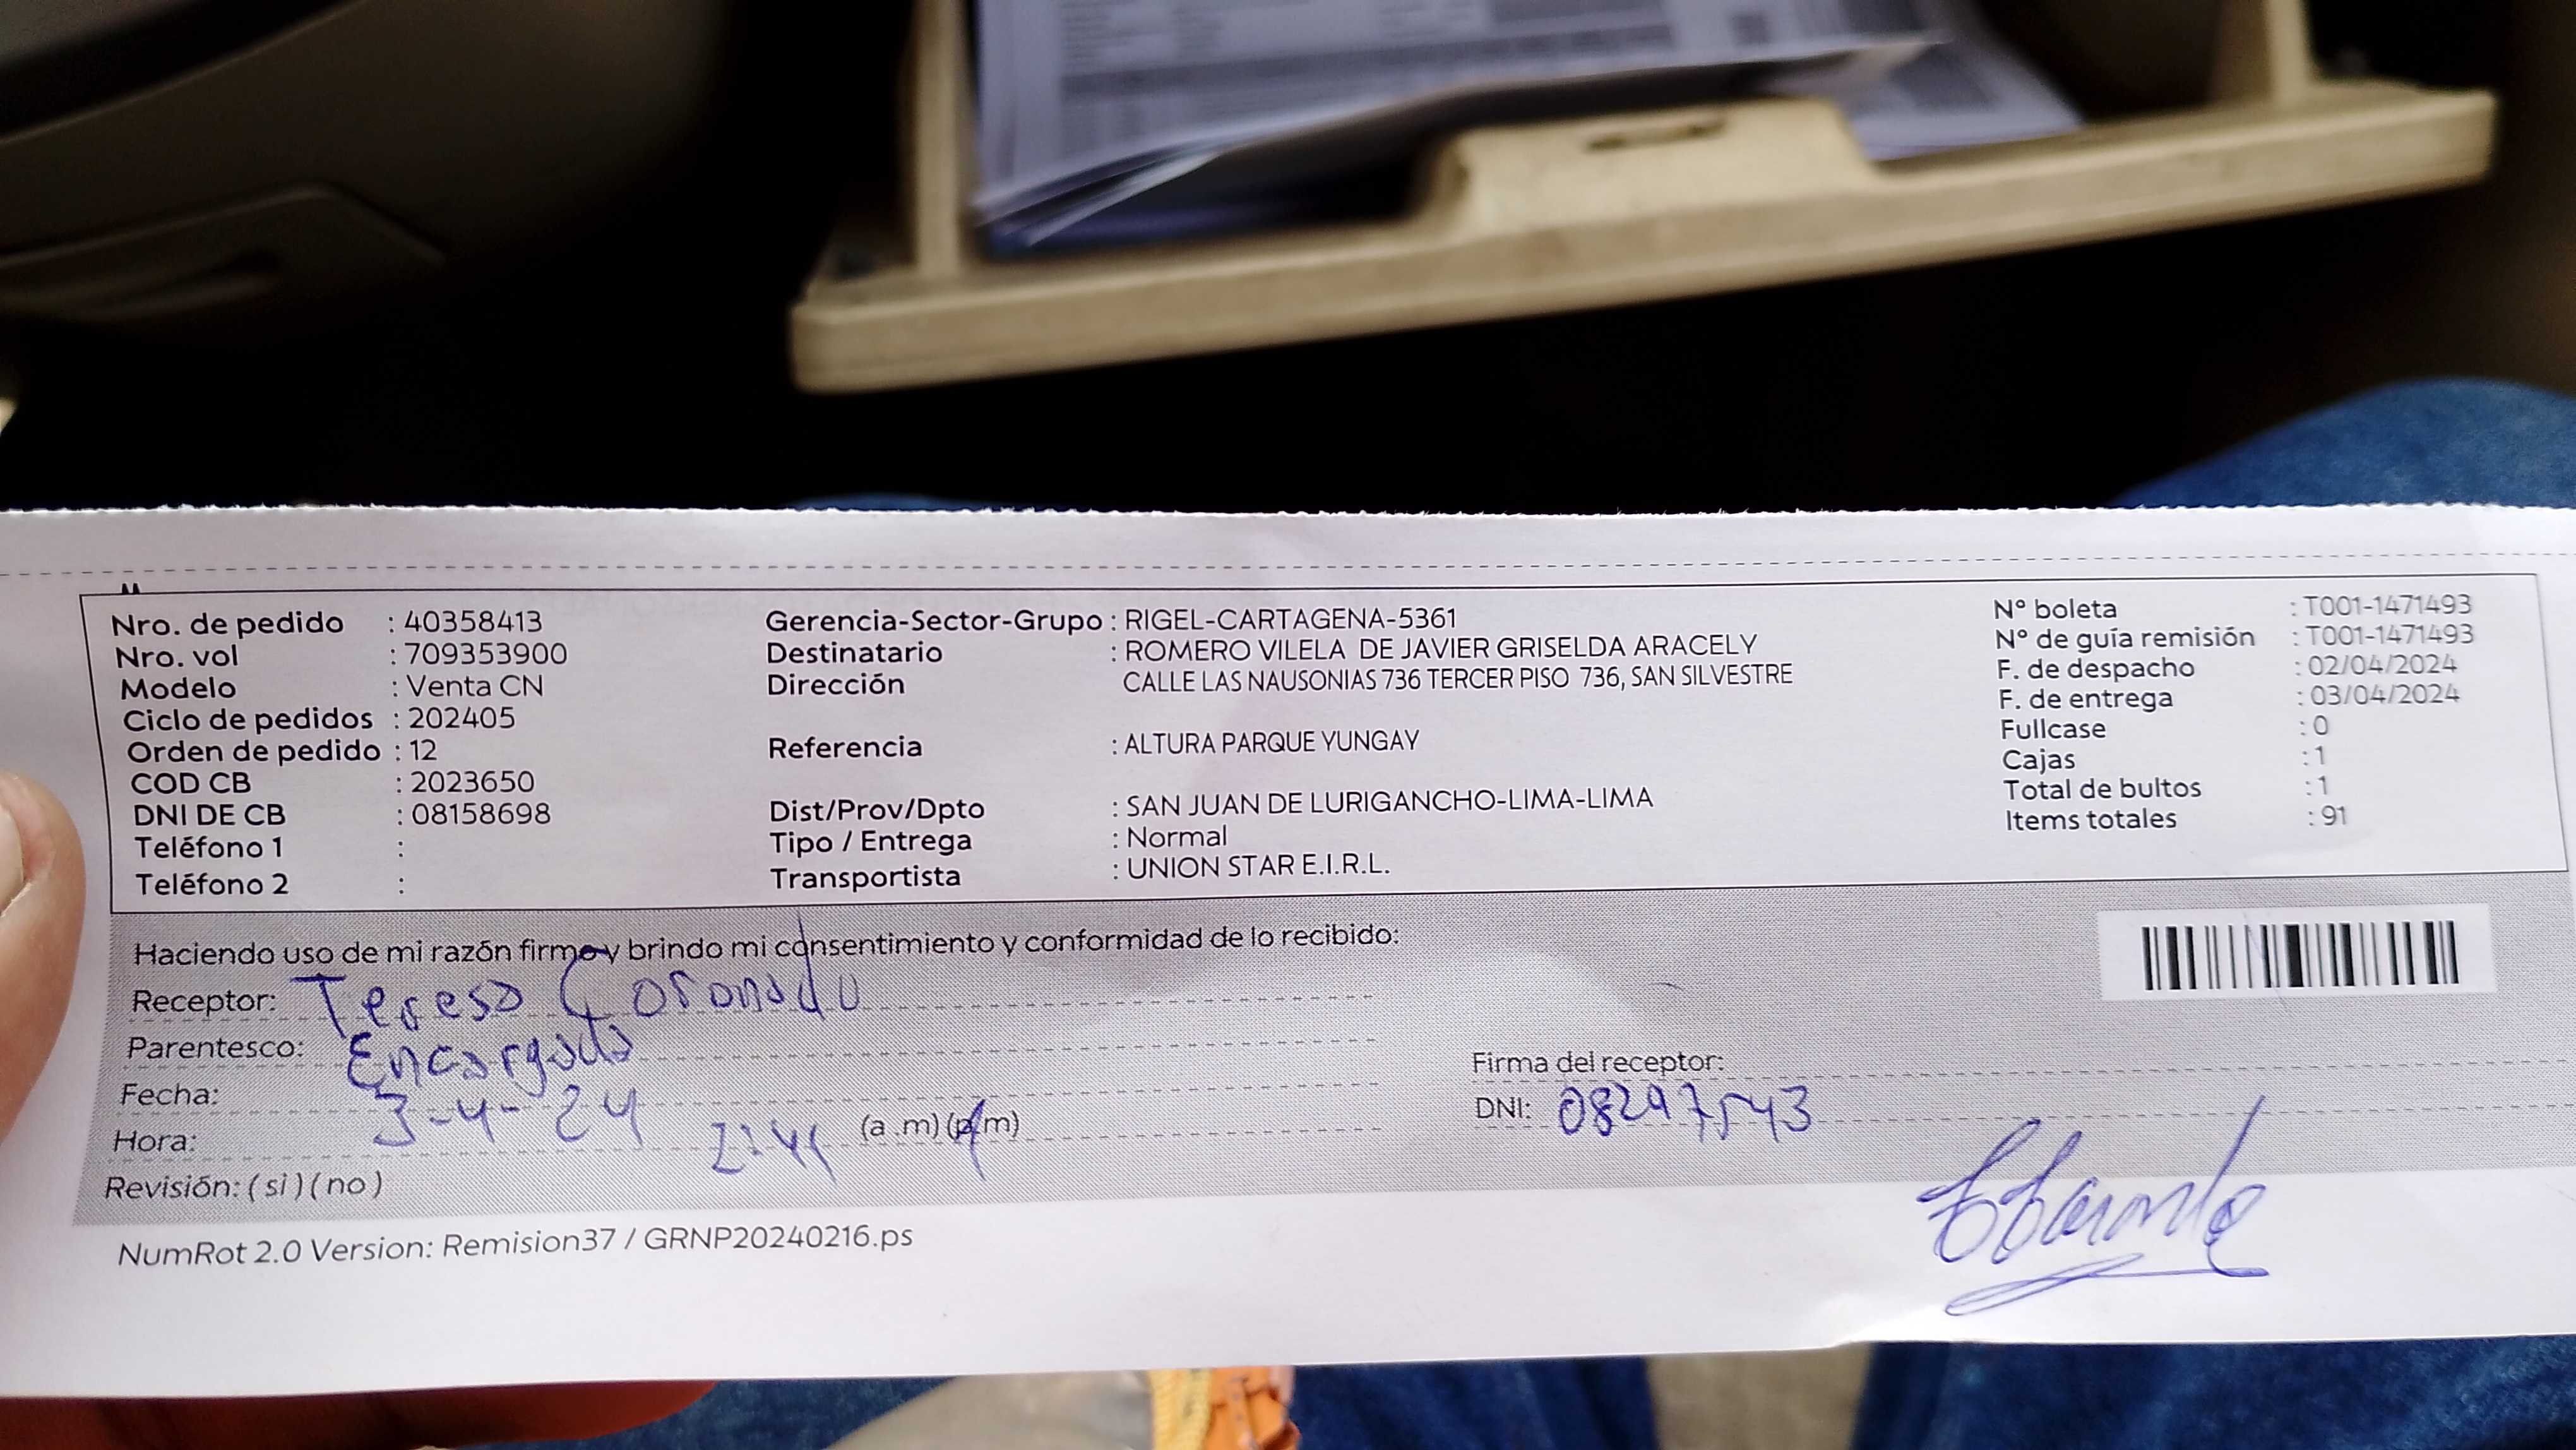 Nro. de pedido : 40358413
Nro. vol : 709353900
Modelo : Venta CN
Ciclo de pedidos : 202405
Orden de pedido : 12
COD CB : 2023650
DNI DE CB : 08158698
Teléfono 1 :
Teléfono 2 :
Gerencia-Sector-Grupo : RIGEL-CARTAGENA-5361
Destinatario : ROMERO VILELA DE JAVIER GRISELDA ARACELY
Dirección CALLE LAS NAUSONIAS 736 TERCER PISO 736, SAN SILVESTRE
Referencia : ALTURA PARQUE YUNGAY
Dist/Prov/Dpto : SAN JUAN DE LURIGANCHO-LIMA-LIMA
Tipo / Entrega : Normal
Transportista : UNION STAR E.I.R.L.
N° boleta : T001-1471493
N° de guía remisión : T001-1471493
F. de despacho : 02/04/2024
F. de entrega : 03/04/2024
Fullcase : 0
Cajas : 1
Total de bultos : 1
Items totales : 91
Haciendo uso de mi razón firmo y brindo mi consentimiento y conformidad de lo recibido:
Receptor: Teresa Coronado
Parentesco: Encargada
Fecha: 3-4-24
Hora: (a .m) (p.m)
Revisión: ( si ) ( no )
Firma del receptor:
DNI: 08297543
NumRot 2.0 Version: Remision37 / GRNP20240216.ps